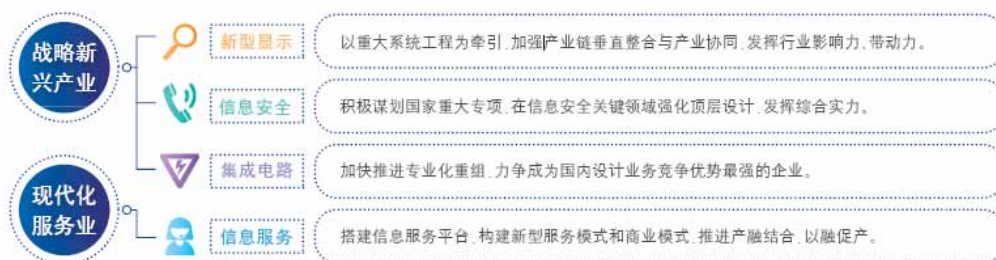 战略新
兴产业
新型显示
以重大系统工程为牵引、加强产业链垂直整合与产业协同、发挥行业影响力、带动力。
信息安全
积极谋划国家重大专项、在信息安全关键领域强化顶层设计、发挥综合实力。
集成电路
加快推进专业化重组、力争成为国内设计业务竞争优势最强的企业。
现代化
服务业
信息服务
搭建信息服务平台、构建新型服务模式和商业模式、推进产融结合、以融促产。